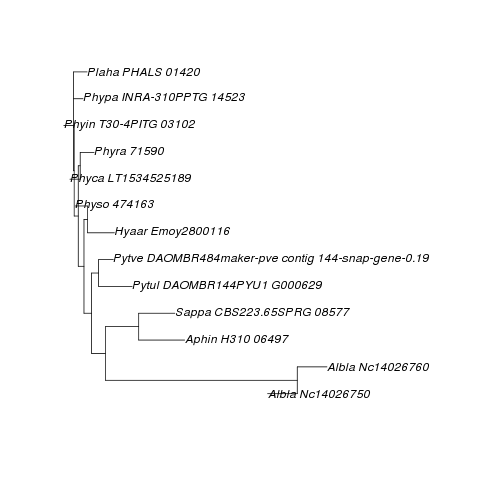 Plaha PHALS 01420
Phypa INRA-310PPTG 14523
Phyin T30-4PITG 03102
Phyra 71590
Phyca LT1534525189
Physo 474163
Hyaar Emoy2800116
Pytve DAOMBR484maker-pve contig 144-snap-gene-0.19
Pytul DAOMBR144PYU1 G000629
Sappa CBS223.65SPRG 08577
Aphin H310 06497
Albla Nc14026760
Albla Nc14026750